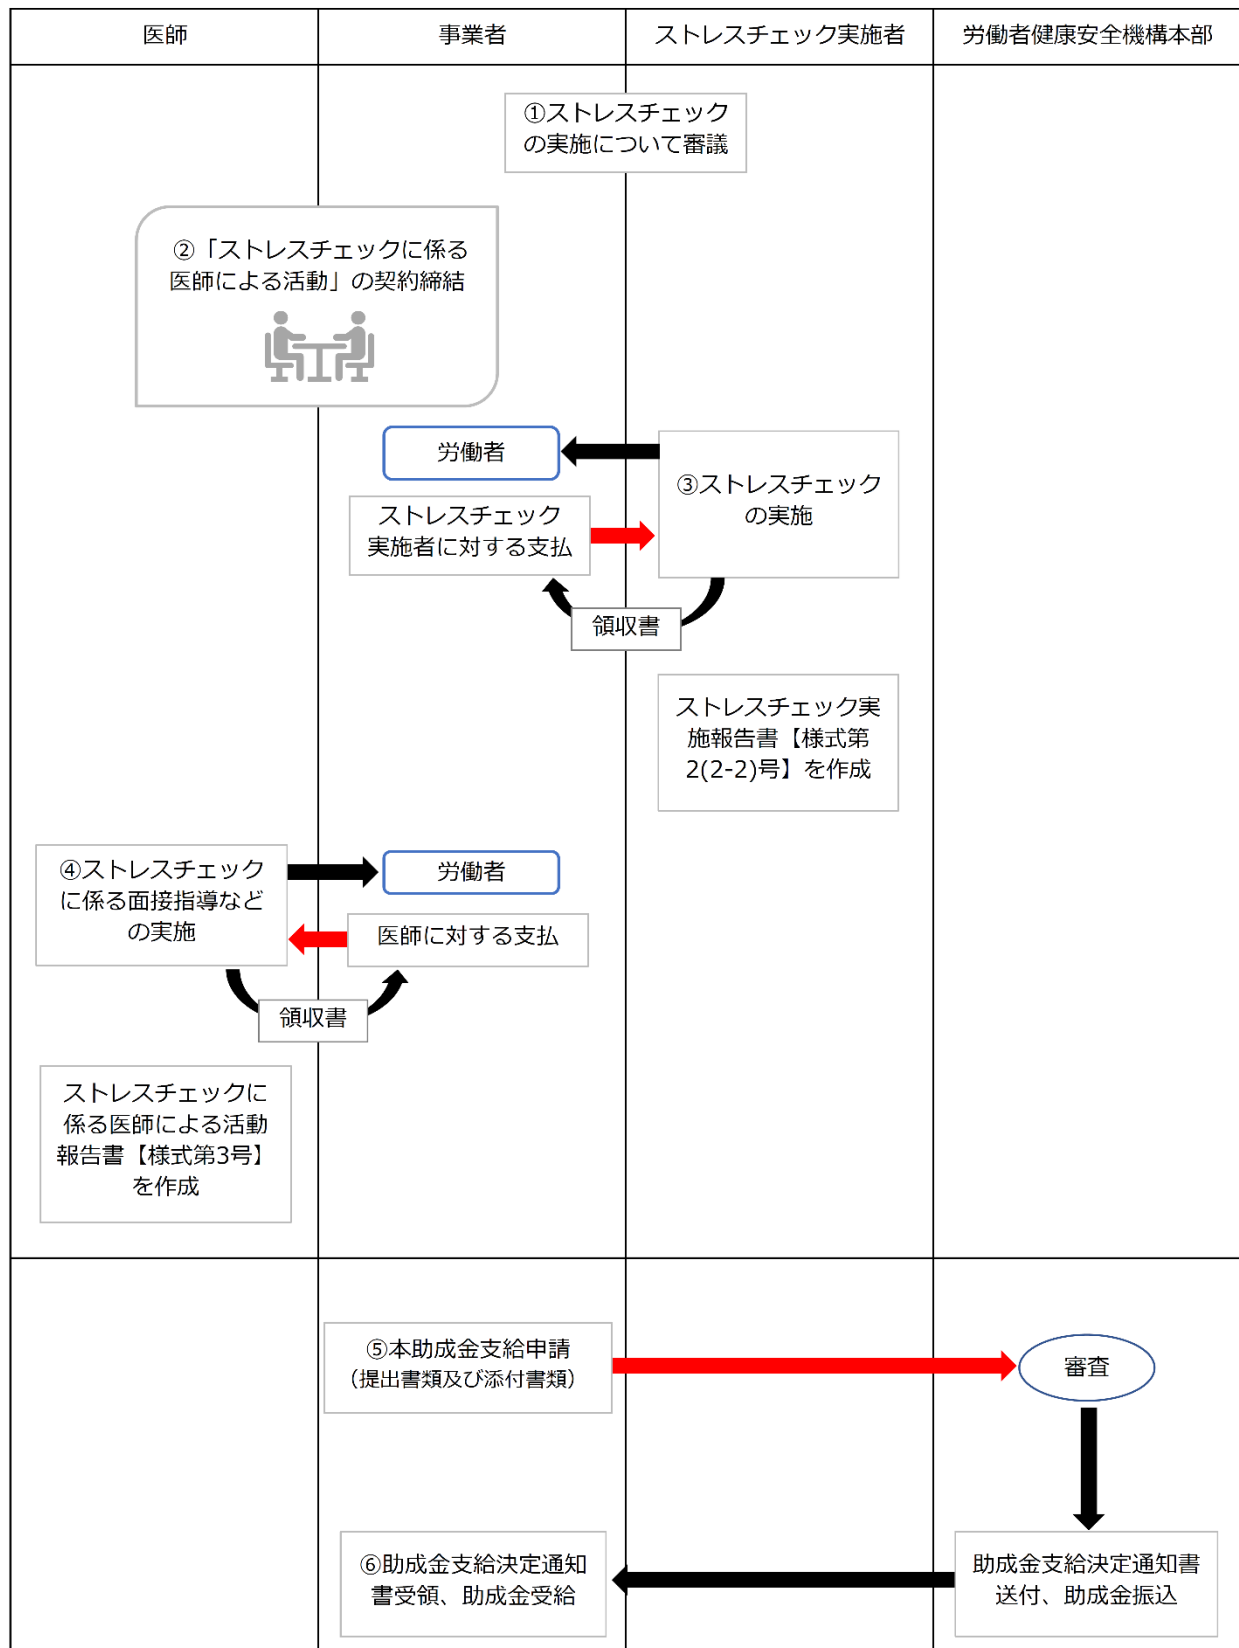 医師
事業者
ストレスチェック実施者
労働者健康安全機構本部
①ストレスチェック
の実施について審議
②「ストレスチェックに係る
医師による活動」の契約締結
労働者
③ストレスチェック
の実施
ストレスチェック
実施者に対する支払
領収書
ストレスチェック実
施報告書【様式第
2(2-2)号】を作成
④ストレスチェック
に係る面接指導など
の実施
労働者
医師に対する支払
領収書
ストレスチェックに
係る医師による活動
報告書【様式第3号】
を作成
⑤本助成金支給申請
（提出書類及び添付書類）
審査
⑥助成金支給決定通知
書受領、助成金受給
助成金支給決定通知書
送付、助成金振込